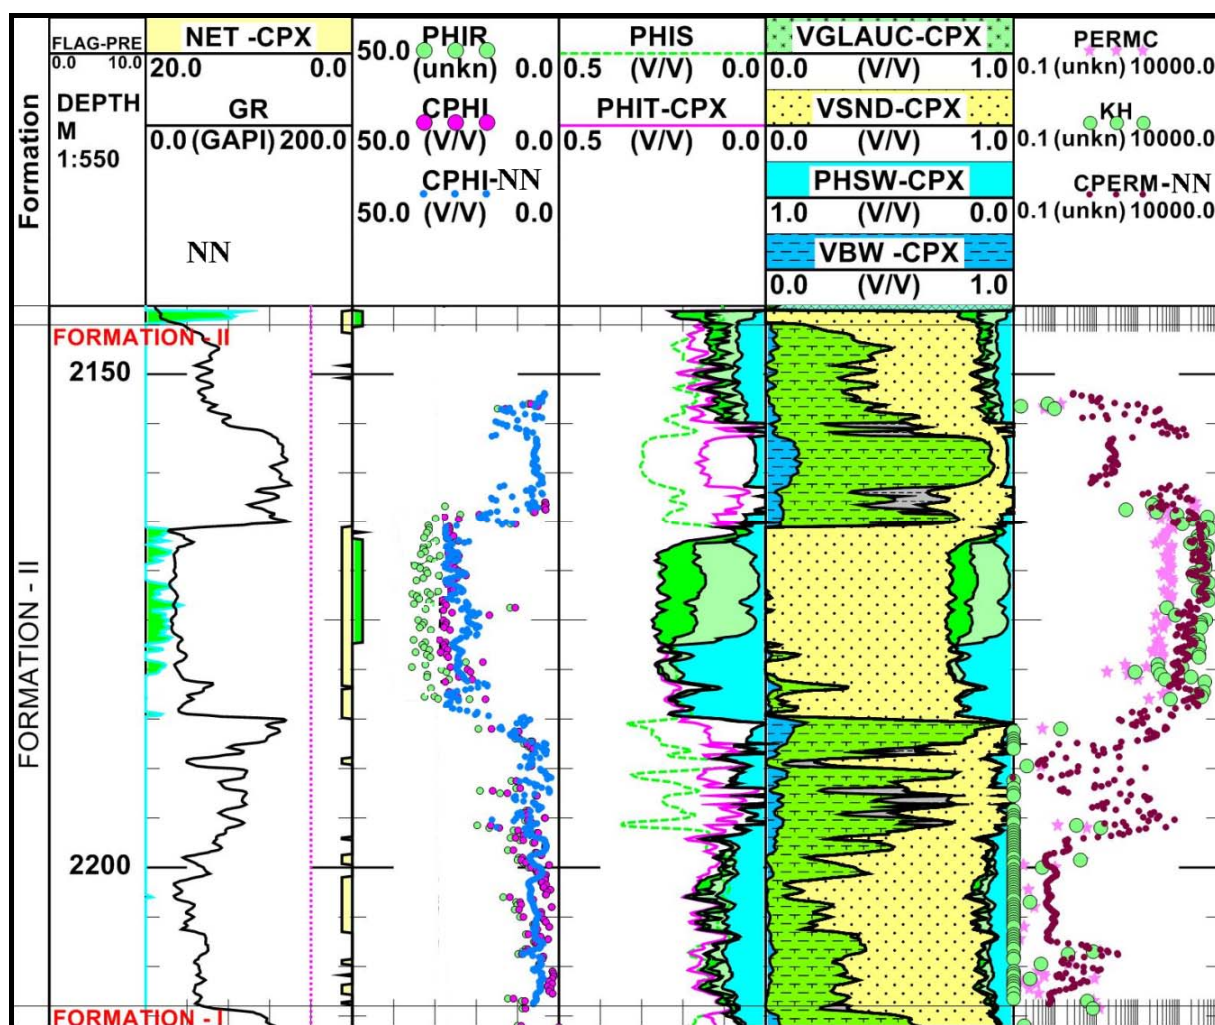 Formation
FLAG-PRE
0.0 10.0
DEPTH
M
1:550
NET -CPX
20.0 0.0
GR
0.0 (GAPI) 200.0
NN
PHIR
50.0 (unkn) 0.0
CPHI
50.0 (V/V) 0.0
CPHI-NN
50.0 (V/V) 0.0
PHIS
0.5 (V/V) 0.0
PHIT-CPX
0.5 (V/V) 0.0
VGLAUC-CPX
0.0 (V/V) 1.0
VSND-CPX
0.0 (V/V) 1.0
PHSW-CPX
1.0 (V/V) 0.0
VBW -CPX
0.0 (V/V) 1.0
PERMC
0.1 (unkn) 10000.0
KH
0.1 (unkn) 10000.0
CPERM-NN
0.1 (unkn) 10000.0
FORMATION - II
FORMATION - II
2150
2200
FORMATION - I